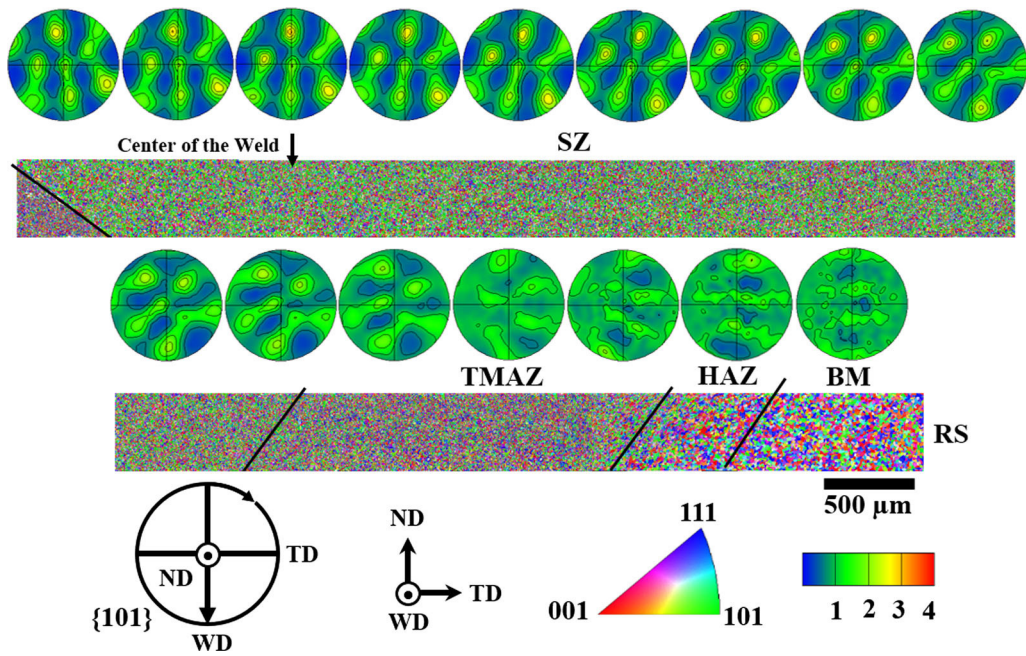 Center of the Weld
SZ
TMAZ HAZ BM
RS
500 µm
ND TD
{101} WD
ND
TD
WD
111
001 101
1 2 3 4